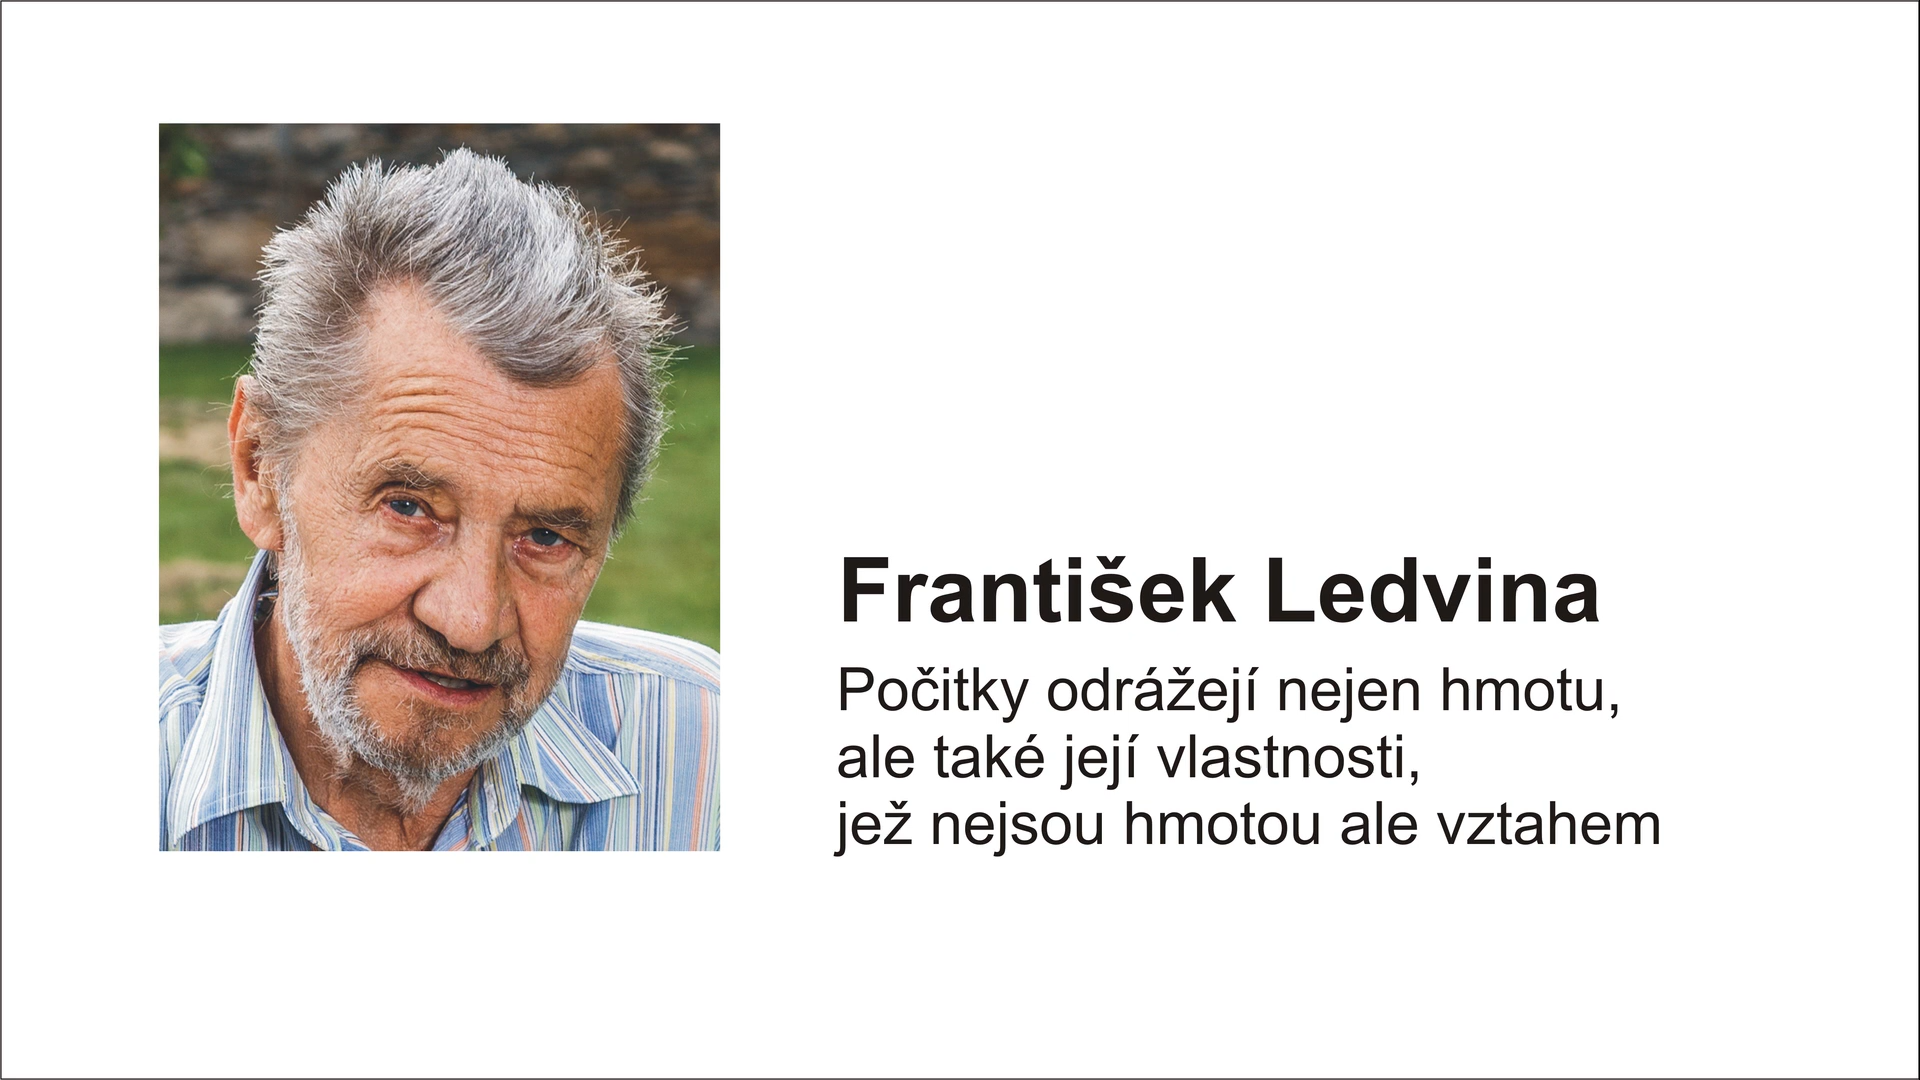 František Ledvina
Počitky odrážejí nejen hmotu,
ale také její vlastnosti,
jež nejsou hmotou ale vztahem